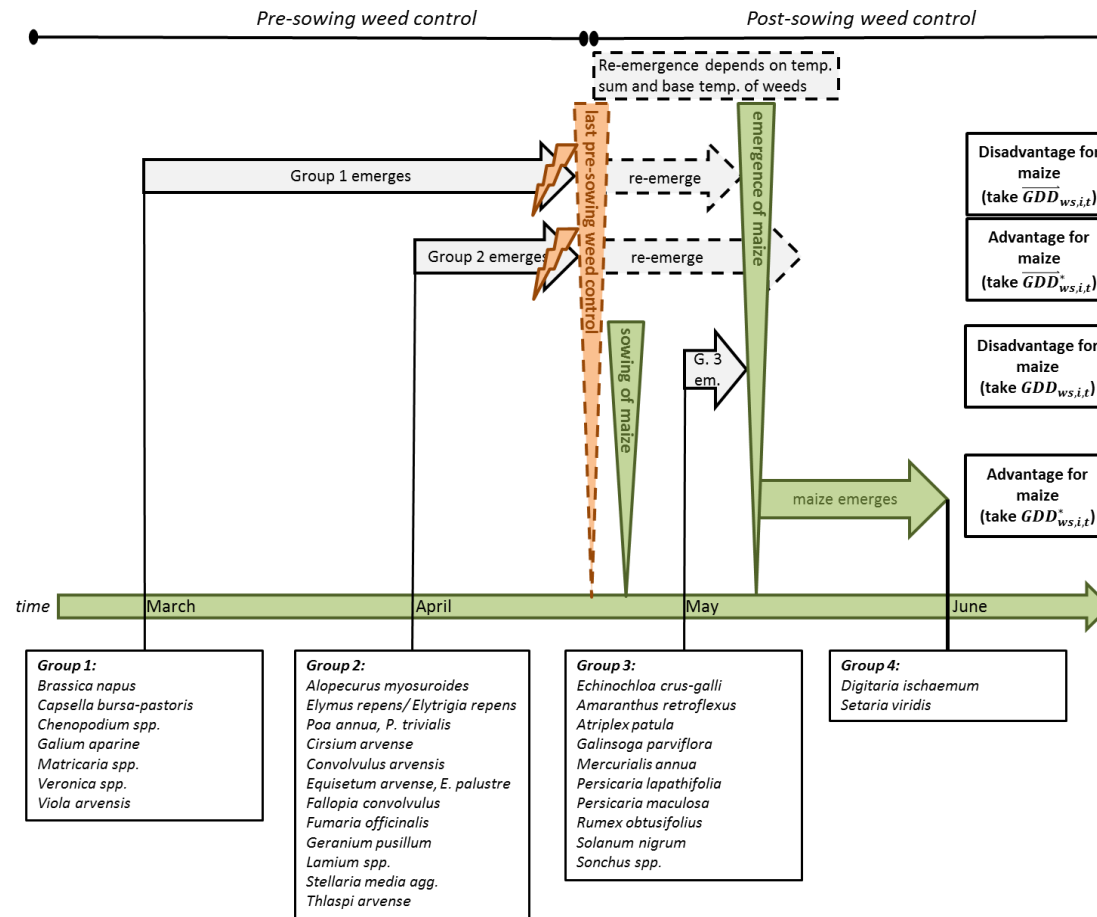 Pre-sowing weed control
Post-sowing weed control
Re-emergence depends on temp.
sum and base temp. of weeds
last pre-sowing weed control
emergence of maize
Group 1 emerges
re-emerge
Disadvantage for
maize
(take GDD_ws,i,t)
Group 2 emerges
re-emerge
Advantage for
maize
(take GDD*_ws,i,t)
sowing of maize
G. 3
em.
Disadvantage for
maize
(take GDD_ws,i,t)
maize emerges
Advantage for
maize
(take GDD*_ws,i,t)
time
March
April
May
June
Group 1:
Brassica napus
Capsella bursa-pastoris
Chenopodium spp.
Galium aparine
Matricaria spp.
Veronica spp.
Viola arvensis
Group 2:
Alopecurus myosuroides
Elymus repens/ Elytrigia repens
Poa annua, P. trivialis
Cirsium arvense
Convolvulus arvensis
Equisetum arvense, E. palustre
Fallopia convolvulus
Fumaria officinalis
Geranium pusillum
Lamium spp.
Stellaria media agg.
Thlaspi arvense
Group 3:
Echinochloa crus-galli
Amaranthus retroflexus
Atriplex patula
Galinsoga parviflora
Mercurialis annua
Persicaria lapathifolia
Persicaria maculosa
Rumex obtusifolius
Solanum nigrum
Sonchus spp.
Group 4:
Digitaria ischaemum
Setaria viridis